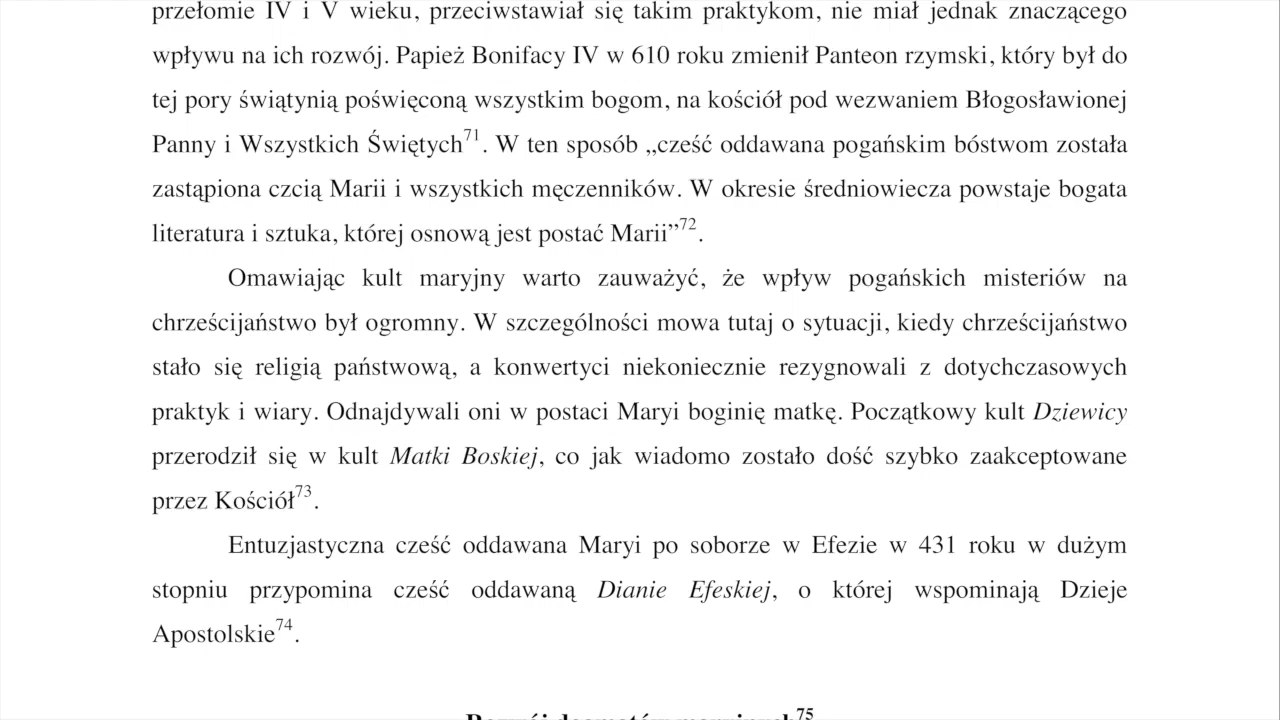 przełomie IV i V wieku, przeciwstawiał się takim praktykom, nie miał jednak znaczącego
wpływu na ich rozwój. Papież Bonifacy IV w 610 roku zmienił Panteon rzymski, który był do
tej pory świątynią poświęconą wszystkim bogom, na kościół pod wezwaniem Błogosławionej
Panny i Wszystkich Świętych71. W ten sposób „cześć oddawana pogańskim bóstwom została
zastąpiona czcią Marii i wszystkich męczenników. W okresie średniowiecza powstaje bogata
literatura i sztuka, której osnową jest postać Marii”72.
Omawiając kult maryjny warto zauważyć, że wpływ pogańskich misteriów na
chrześcijaństwo był ogromny. W szczególności mowa tutaj o sytuacji, kiedy chrześcijaństwo
stało się religią państwową, a konwertyci niekoniecznie rezygnowali z dotychczasowych
praktyk i wiary. Odnajdywali oni w postaci Maryi boginię matkę. Początkowy kult Dziewicy
przerodził się w kult Matki Boskiej, co jak wiadomo zostało dość szybko zaakceptowane
przez Kościół73.
Entuzjastyczna cześć oddawana Maryi po soborze w Efezie w 431 roku w dużym
stopniu przypomina cześć oddawaną Dianie Efeskiej, o której wspominają Dzieje
Apostolskie74.
Rozwój dogmatów maryjnych75